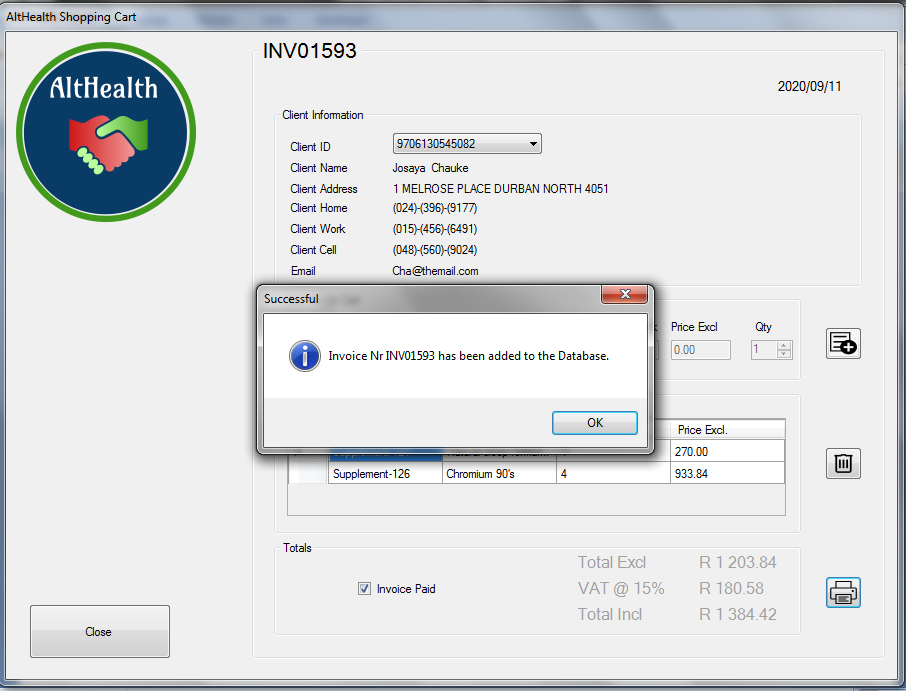 AltHealth Shopping Cart
AltHealth
INV01593
2020/09/11
Client Information
Client ID 9706130545082
Client Name Josaya Chauke
Client Address 1 MELROSE PLACE DURBAN NORTH 4051
Client Home (024)-(396)-(9177)
Client Work (015)-(456)-(6491)
Client Cell (048)-(560)-(9024)
Email Cha@themail.com
Successful
Price Excl Qty
0.00 1
Invoice Nr INV01593 has been added to the Database.
OK
Price Excl.
270.00
Supplement-126 Chromium 90's 4 933.84
Totals
Invoice Paid
Total Excl R 1 203.84
VAT @ 15% R 180.58
Total Incl R 1 384.42
Close